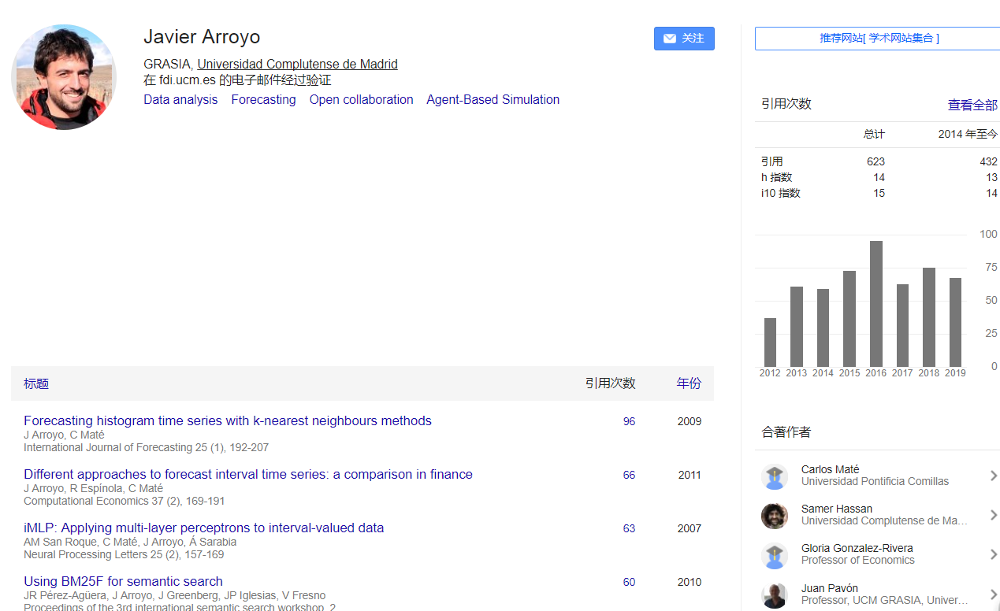 Javier Arroyo
关注
GRASIA, Universidad Complutense de Madrid
在 fdi.ucm.es 的电子邮件经过验证
Data analysis Forecasting Open collaboration Agent-Based Simulation
标题 引用次数 年份
Forecasting histogram time series with k-nearest neighbours methods 96 2009
J Arroyo, C Maté
International Journal of Forecasting 25 (1), 192-207
Different approaches to forecast interval time series: a comparison in finance 66 2011
J Arroyo, R Espínola, C Maté
Computational Economics 37 (2), 169-191
iMLP: Applying multi-layer perceptrons to interval-valued data 63 2007
AM San Roque, C Maté, J Arroyo, Á Sarabia
Neural Processing Letters 25 (2), 157-169
Using BM25F for semantic search 60 2010
JR Pérez-Agüera, J Arroyo, J Greenberg, JP Iglesias, V Fresno
Proceedings of the 3rd international semantic search workshop, 2
推荐网站[ 学术网站集合 ]
引用次数 查看全部
总计 2014 年至今
引用 623 432
h 指数 14 13
i10 指数 15 14
100
75
50
25
0
2012 2013 2014 2015 2016 2017 2018 2019
合著作者
Carlos Maté
Universidad Pontificia Comillas
Samer Hassan
Universidad Complutense de Ma…
Gloria Gonzalez-Rivera
Professor of Economics
Juan Pavón
Professor, UCM GRASIA, Univer…